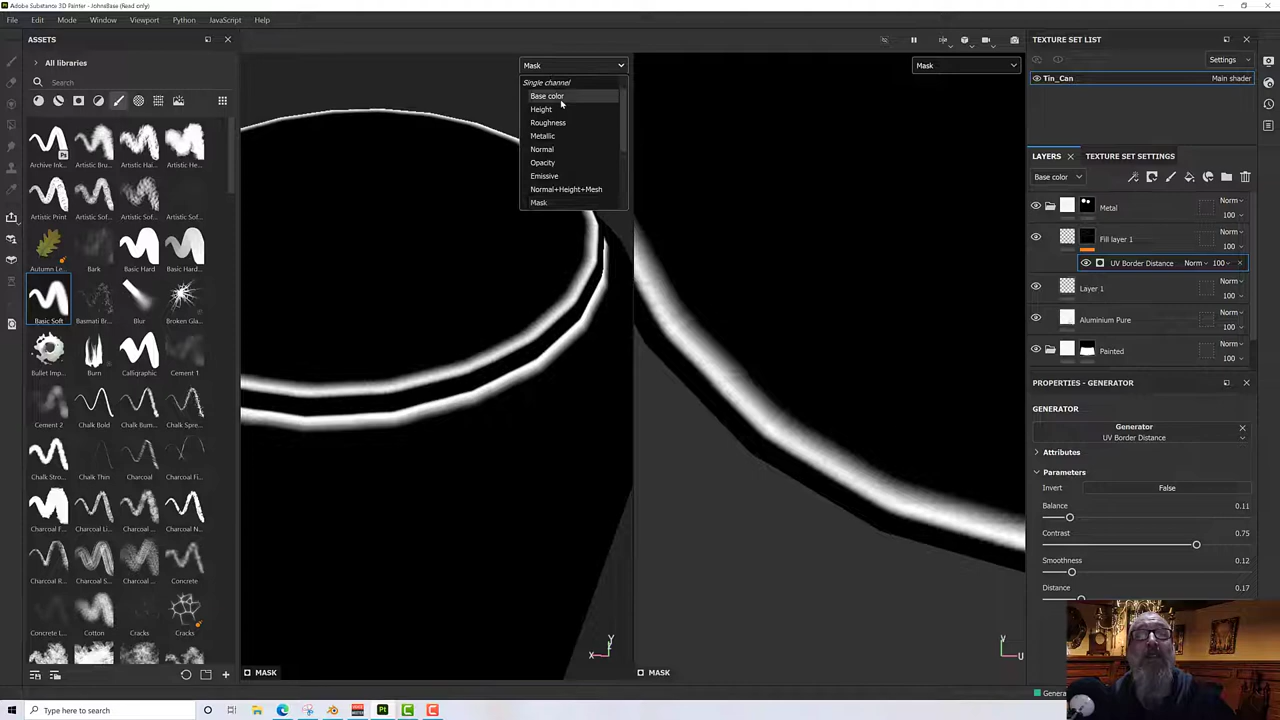 Adobe Substance 3D Painter - JohnsBase (Read only)
File Edit Mode Window Viewport Python JavaScript Help
ASSETS
All libraries
Search
Archive Ink... Artistic Bru... Artistic Hai... Artistic He...
Artistic Print Artistic Sof... Artistic Sof... Artistic Sof...
Autumn Le... Bark Basic Hard Basic Hard...
Basic Soft Basmati Br... Blur Broken Gla...
Bullet Imp... Burn Calligraphic Cement 1
Cement 2 Chalk Bold Chalk Bum... Chalk Spre...
Chalk Stro... Chalk Thin Charcoal Charcoal Fi...
Charcoal F... Charcoal Li... Charcoal M... Charcoal N...
Charcoal R... Charcoal S... Charcoal ... Concrete
Concrete L... Cotton Cracks Cracks
Mask
Single channel
Base color
Height
Roughness
Metallic
Normal
Opacity
Emissive
Normal+Height+Mesh
Mask
Y
X
MASK
Mask
V
U
MASK
TEXTURE SET LIST
Settings
Tin_Can Main shader
LAYERS TEXTURE SET SETTINGS
Base color
Metal Norm
100
Fill layer 1 Norm
100
UV Border Distance Norm 100
Layer 1 Norm
100
Aluminium Pure Norm
100
Painted Norm
100
PROPERTIES - GENERATOR
GENERATOR
Generator
UV Border Distance
Attributes
Parameters
Invert False
Balance 0.11
Contrast 0.75
Smoothness 0.12
Distance 0.17
Genera
Type here to search